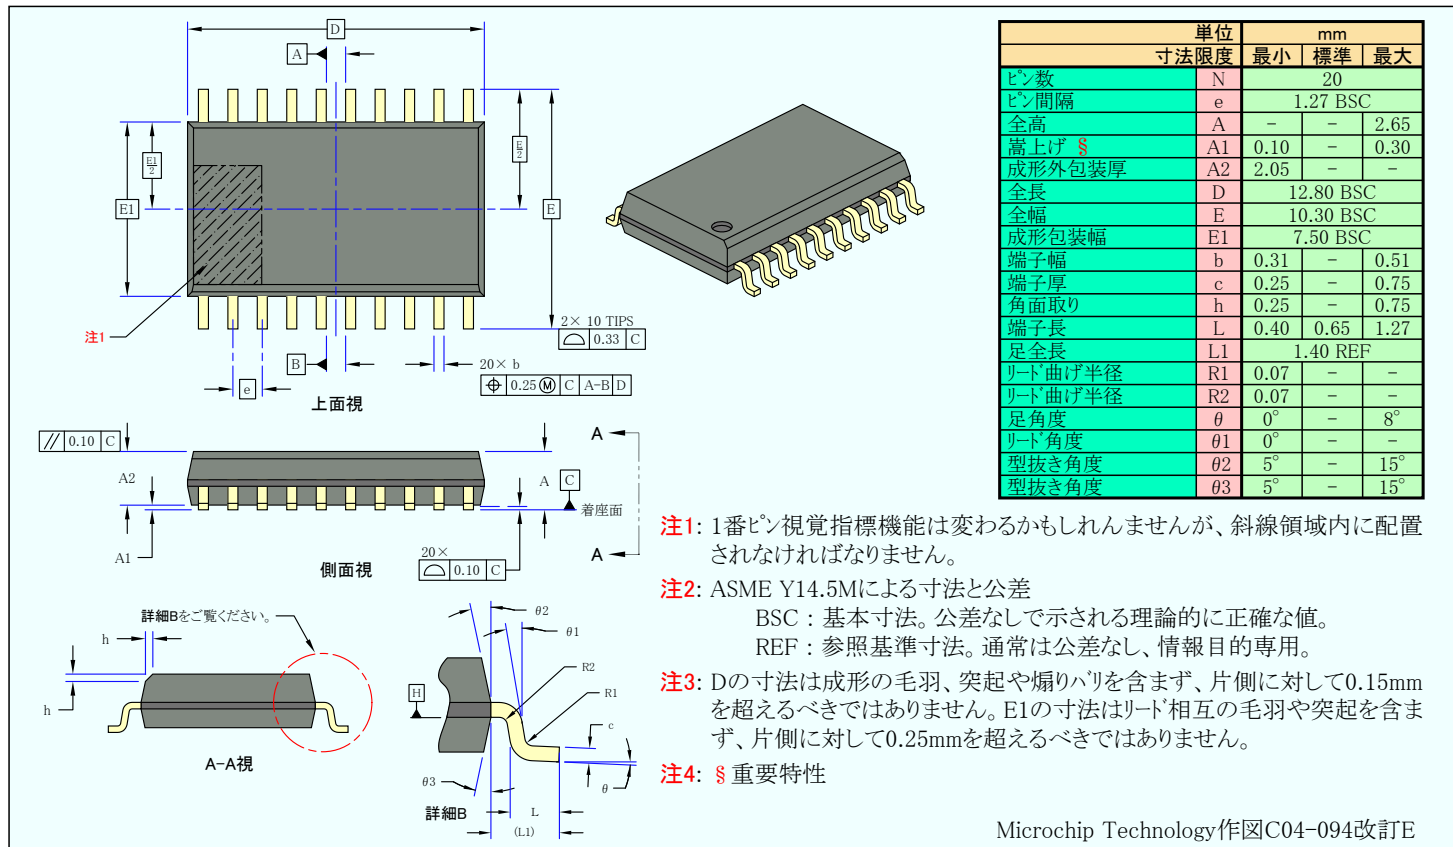 D
A
E1
2
E
2
E1
E
注1
2× 10 TIPS
0.33 C
B
20× b
0.25 Ⓜ C A-B D
e
上面視
// 0.10 C
A2
A1
A
C
着座面
A
A
20×
0.10 C
側面視
詳細Bをご覧ください。
h
h
A-A視
θ2
θ1
R2
R1
H
c
θ3
θ
L
(L1)
詳細B
単位 mm
寸法限度 最小 標準 最大
ピン数 N 20
ピン間隔 e 1.27 BSC
全高 A - - 2.65
嵩上げ § A1 0.10 - 0.30
成形外包装厚 A2 2.05 - -
全長 D 12.80 BSC
全幅 E 10.30 BSC
成形包装幅 E1 7.50 BSC
端子幅 b 0.31 - 0.51
端子厚 c 0.25 - 0.75
角面取り h 0.25 - 0.75
端子長 L 0.40 0.65 1.27
足全長 L1 1.40 REF
リード曲げ半径 R1 0.07 - -
リード曲げ半径 R2 0.07 - -
足角度 θ 0° - 8°
リード角度 θ1 0° - -
型抜き角度 θ2 5° - 15°
型抜き角度 θ3 5° - 15°
注1: 1番ピン視覚指標機能は変わるかもしれんませんが、斜線領域内に配置
されなければなりません。
注2: ASME Y14.5Mによる寸法と公差
BSC : 基本寸法。公差なしで示される理論的に正確な値。
REF : 参照基準寸法。通常は公差なし、情報目的専用。
注3: Dの寸法は成形の毛羽、突起や煽りバリを含まず、片側に対して0.15mm
を超えるべきではありません。E1の寸法はリード相互の毛羽や突起を含ま
ず、片側に対して0.25mmを超えるべきではありません。
注4: § 重要特性
Microchip Technology作図C04-094改訂E